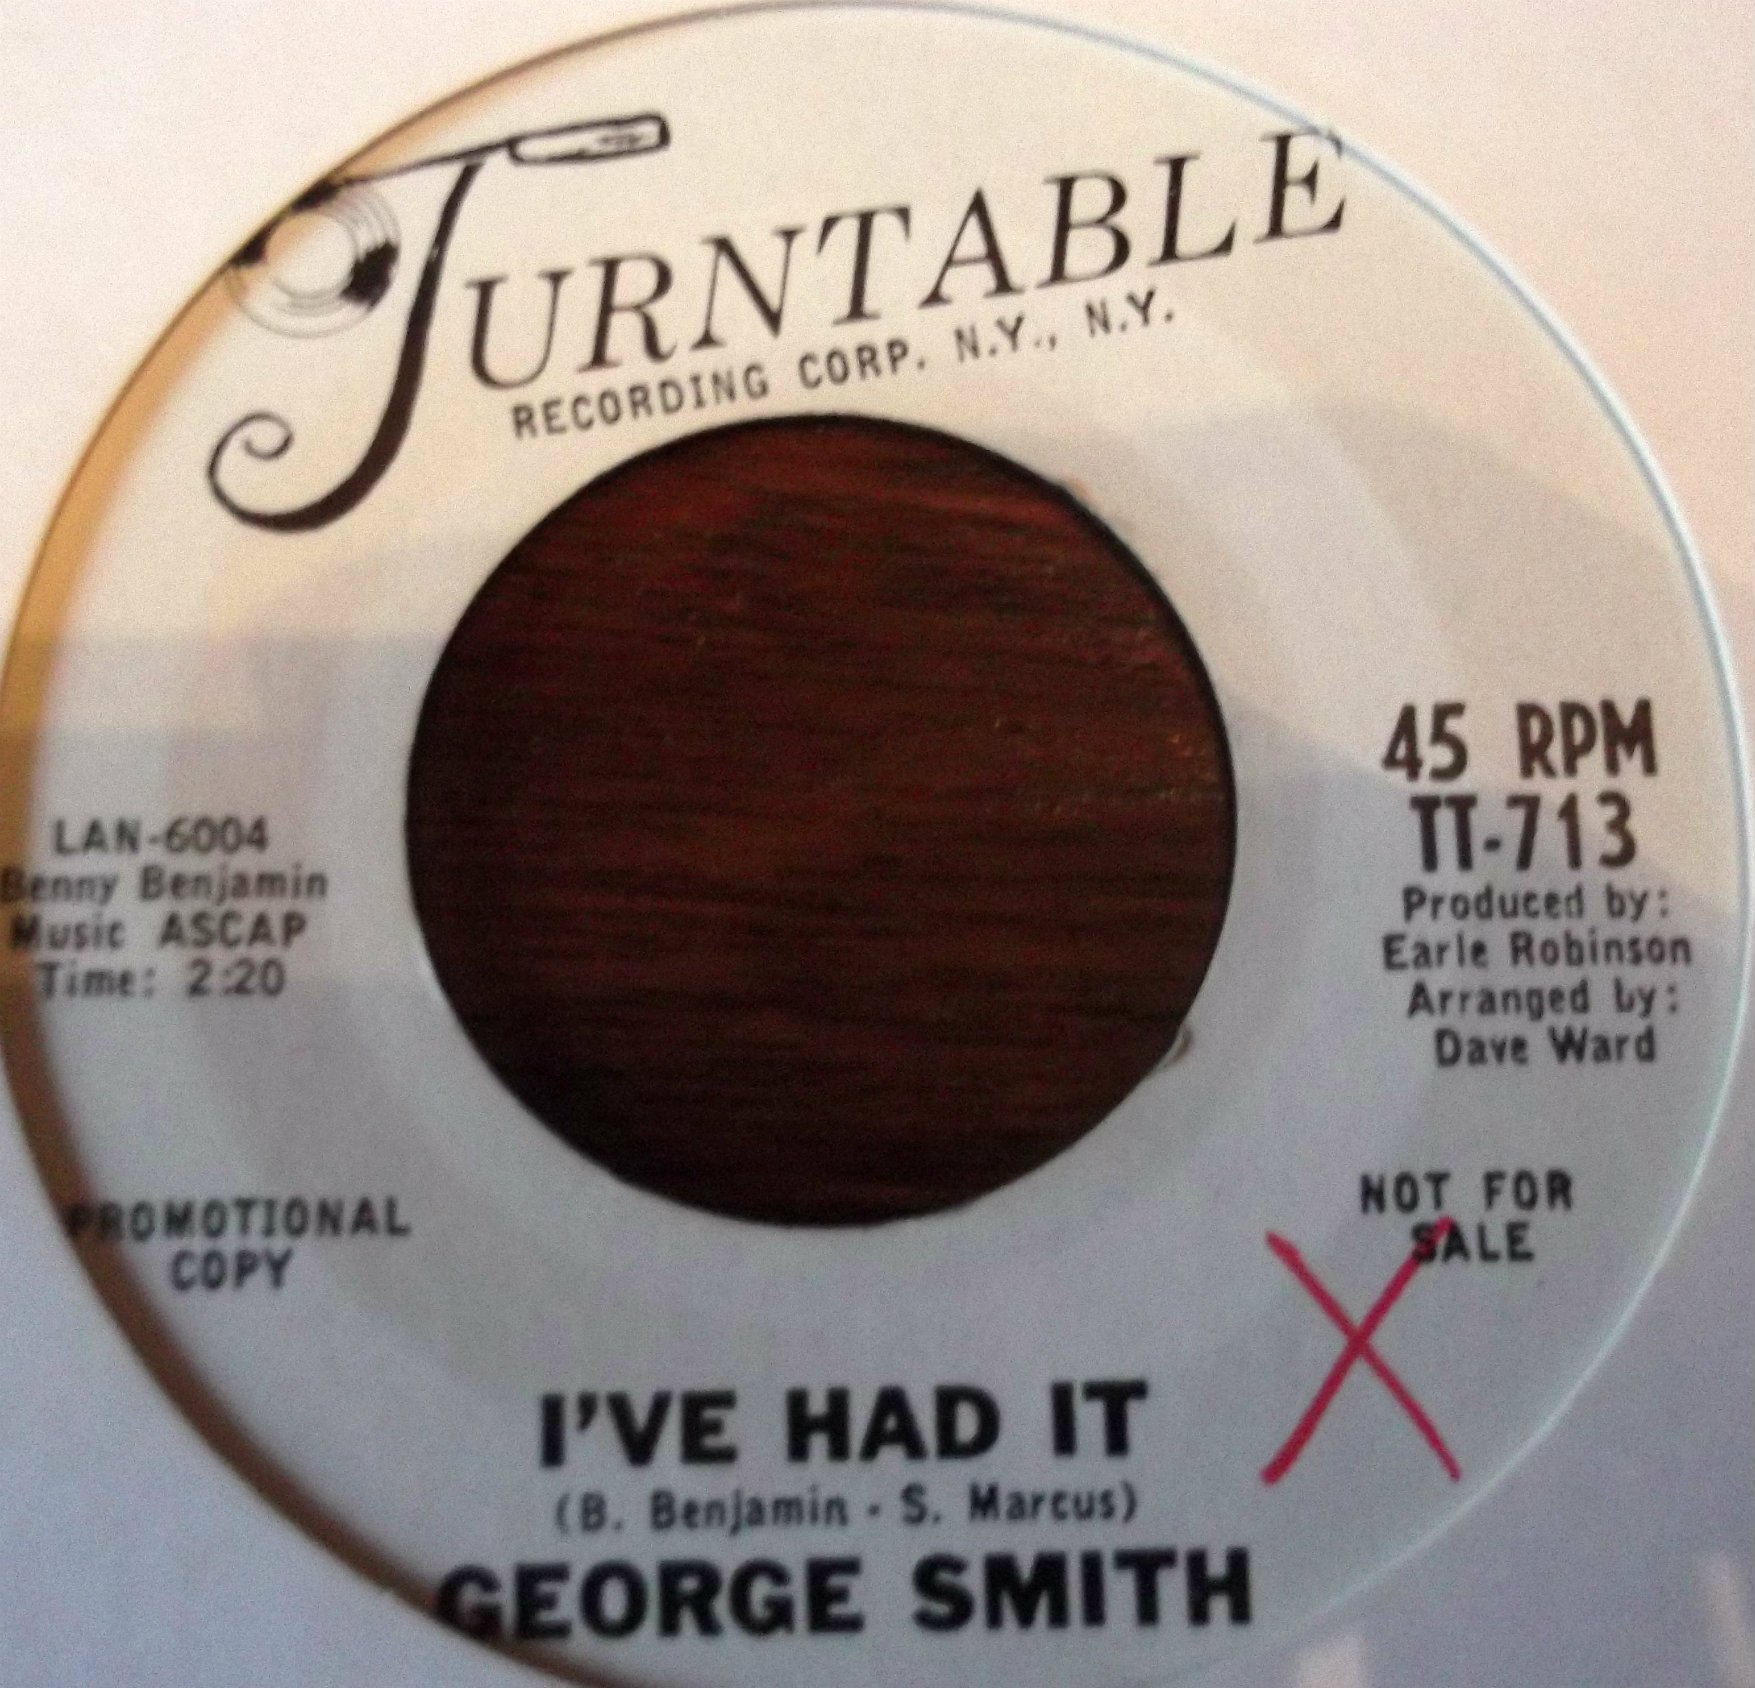 TURNTABLE
RECORDING CORP. N.Y., N.Y.
45 RPM
TT-713
Produced by:
Earle Robinson
Arranged by:
Dave Ward
LAN-6004
Benny Benjamin
Music ASCAP
Time: 2:20
PROMOTIONAL
COPY
NOT FOR
SALE
X
I'VE HAD IT
(B. Benjamin - S. Marcus)
GEORGE SMITH